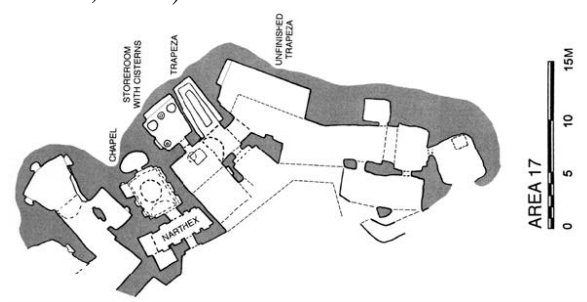 CHAPEL
STOREROOM
WITH CISTERNS
TRAPEZA
UNFINISHED
TRAPEZA
NARTHEX
AREA 17
0 5 10 15M